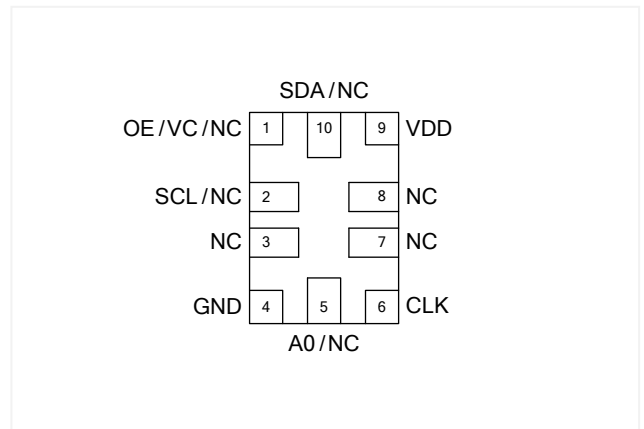 SDA/NC
OE/VC/NC 1 10 9 VDD
SCL/NC 2 8 NC
NC 3 7 NC
GND 4 5 6 CLK
A0/NC